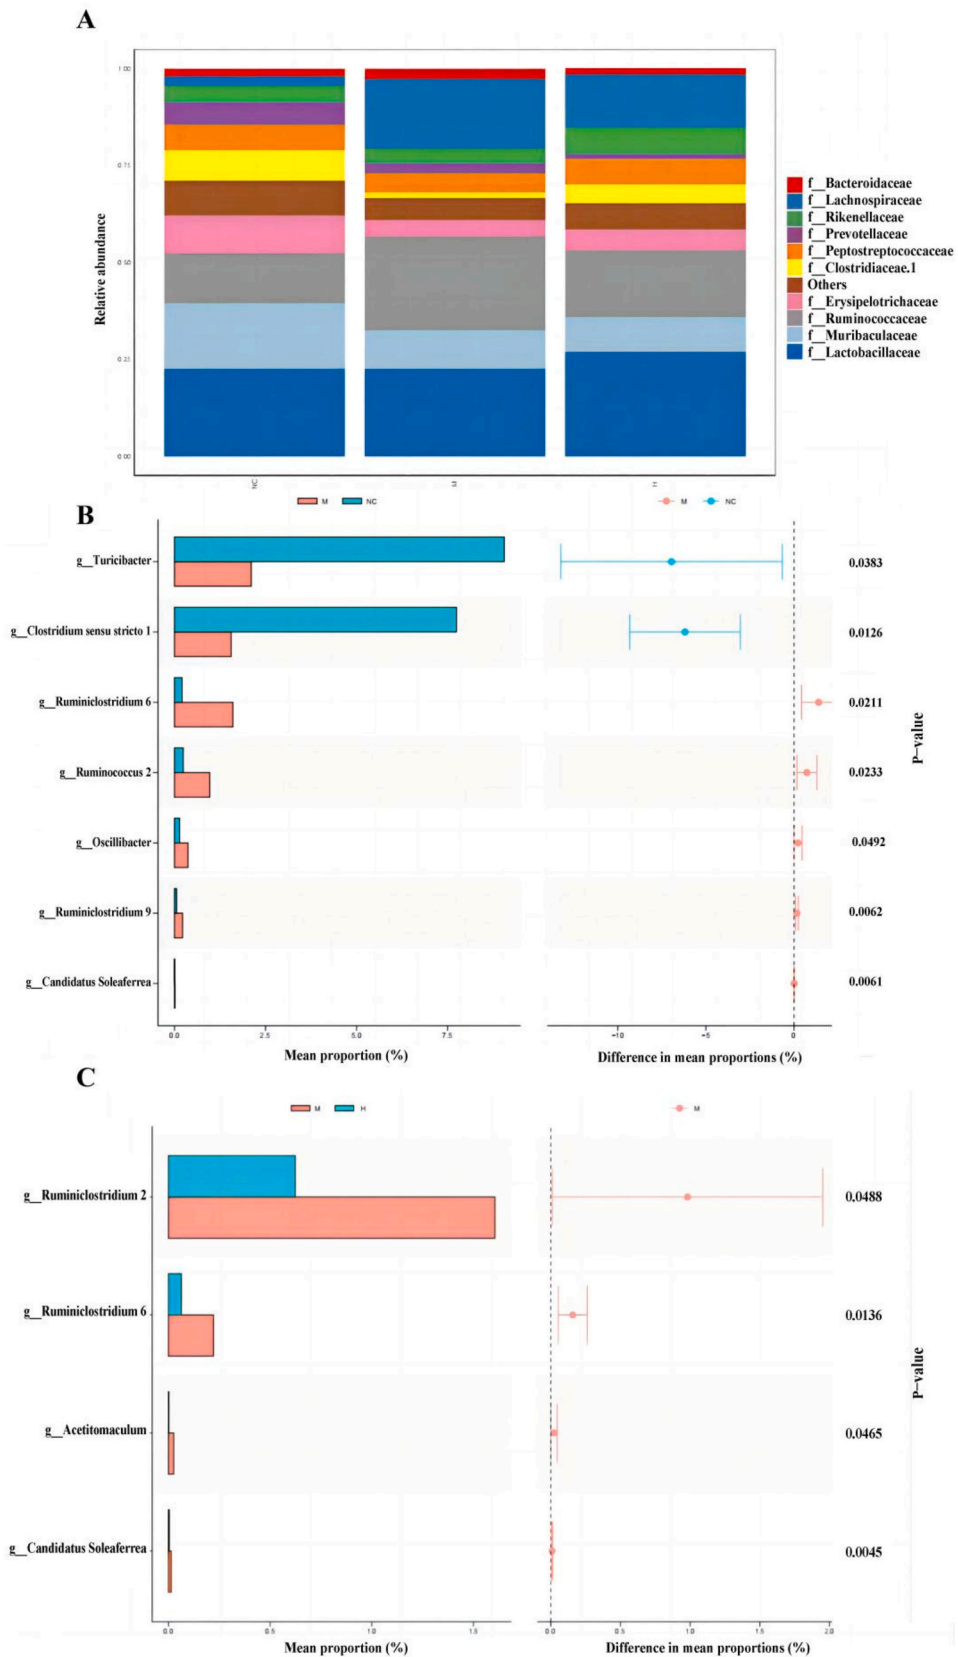 A
1.00
0.75
0.50
0.25
0.00
Relative abundance
NC
M
H
f__Bacteroidaceae
f__Lachnospiraceae
f__Rikenellaceae
f__Prevotellaceae
f__Peptostreptococcaceae
f__Clostridiaceae.1
Others
f__Erysipelotrichaceae
f__Ruminococcaceae
f__Muribaculaceae
f__Lactobacillaceae
B
M NC
M NC
g__Turicibacter
0.0383
g__Clostridium sensu stricto 1
0.0126
g__Ruminiclostridium 6
0.0211
g__Ruminococcus 2
0.0233
g__Oscillibacter
0.0492
g__Ruminiclostridium 9
0.0062
g__Candidatus Soleaferrea
0.0061
P-value
0.0 2.5 5.0 7.5
−10 −5 0
Mean proportion (%)
Difference in mean proportions (%)
C
M H
M
g__Ruminiclostridium 2
0.0488
g__Ruminiclostridium 6
0.0136
g__Acetitomaculum
0.0465
g__Candidatus Soleaferrea
0.0045
P-value
0.0 0.5 1.0 1.5
0.0 0.5 1.0 1.5 2.0
Mean proportion (%)
Difference in mean proportions (%)